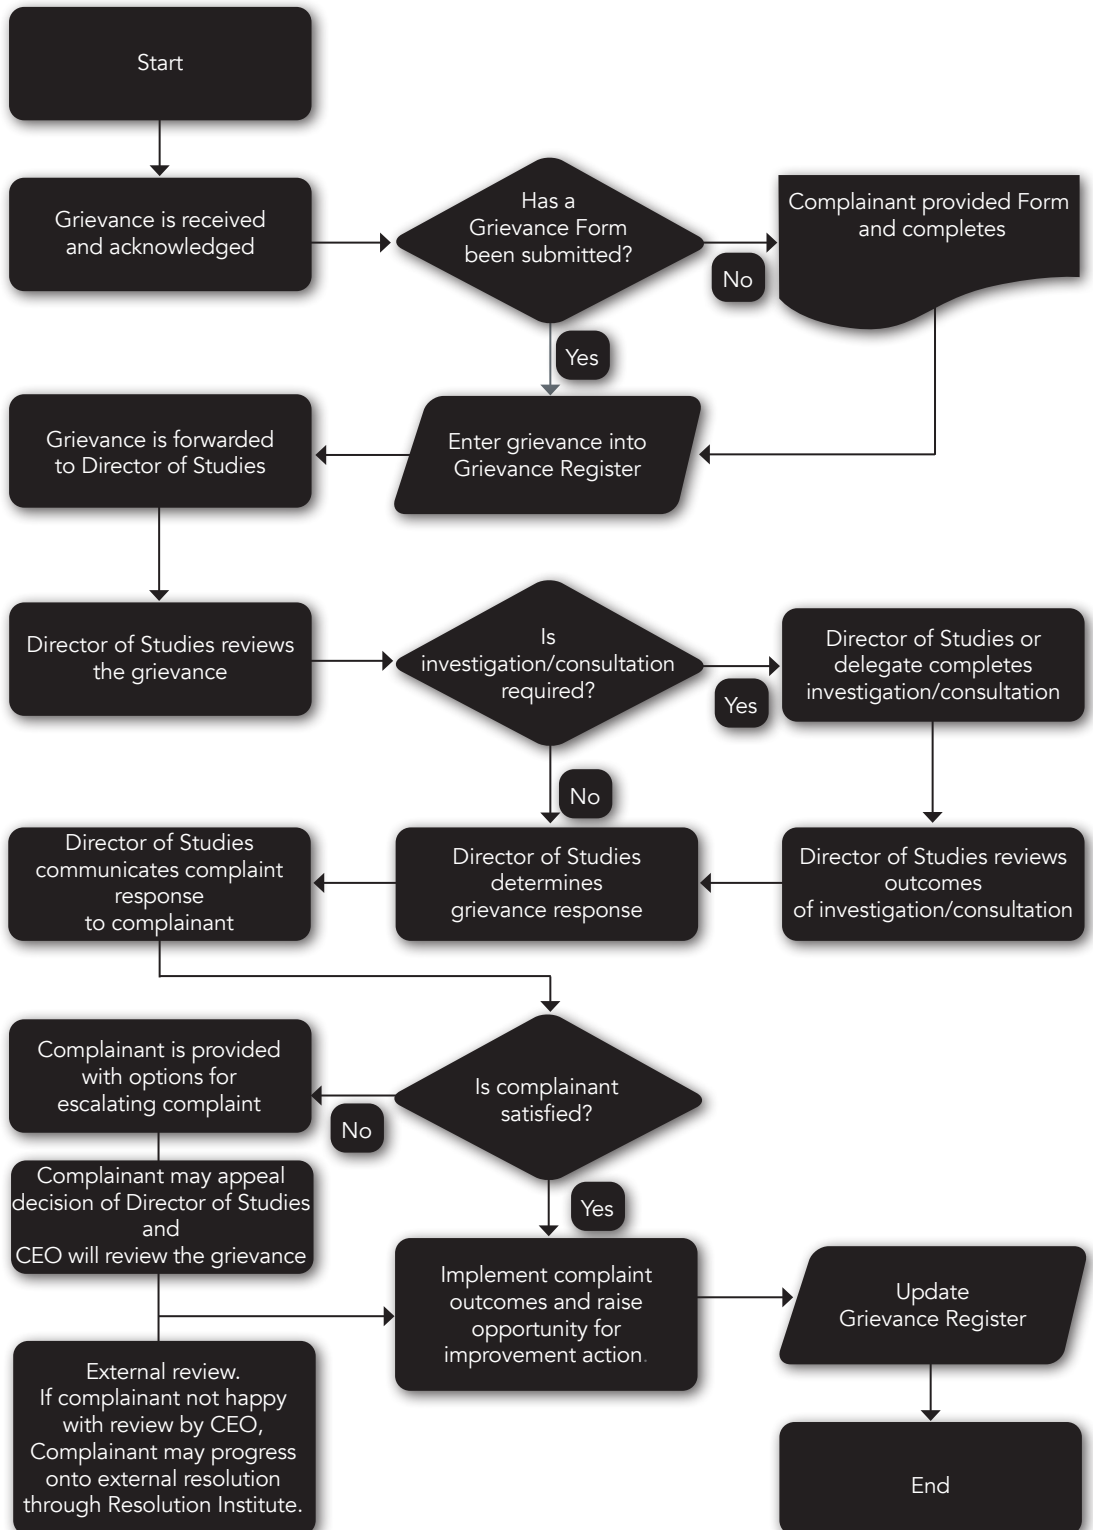 Start
Grievance is received
and acknowledged
Has a
Grievance Form
been submitted?
No
Complainant provided Form
and completes
Yes
Enter grievance into
Grievance Register
Grievance is forwarded
to Director of Studies
Director of Studies reviews
the grievance
Is
investigation/consultation
required?
Yes
Director of Studies or
delegate completes
investigation/consultation
No
Director of Studies reviews
outcomes
of investigation/consultation
Director of Studies
determines
grievance response
Director of Studies
communicates complaint
response
to complainant
Is complainant
satisfied?
No
Complainant is provided
with options for
escalating complaint
Complainant may appeal
decision of Director of Studies
and
CEO will review the grievance
External review.
If complainant not happy
with review by CEO,
Complainant may progress
onto external resolution
through Resolution Institute.
Yes
Implement complaint
outcomes and raise
opportunity for
improvement action.
Update
Grievance Register
End